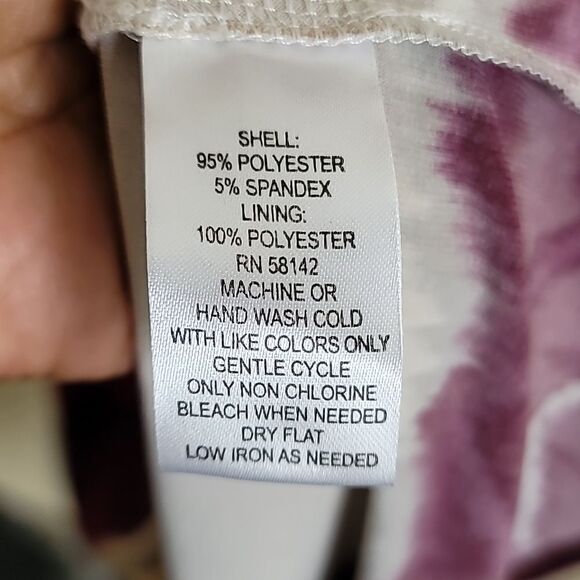 SHELL:
95% POLYESTER
5% SPANDEX
LINING:
100% POLYESTER
RN 58142
MACHINE OR
HAND WASH COLD
WITH LIKE COLORS ONLY
GENTLE CYCLE
ONLY NON CHLORINE
BLEACH WHEN NEEDED
DRY FLAT
LOW IRON AS NEEDED